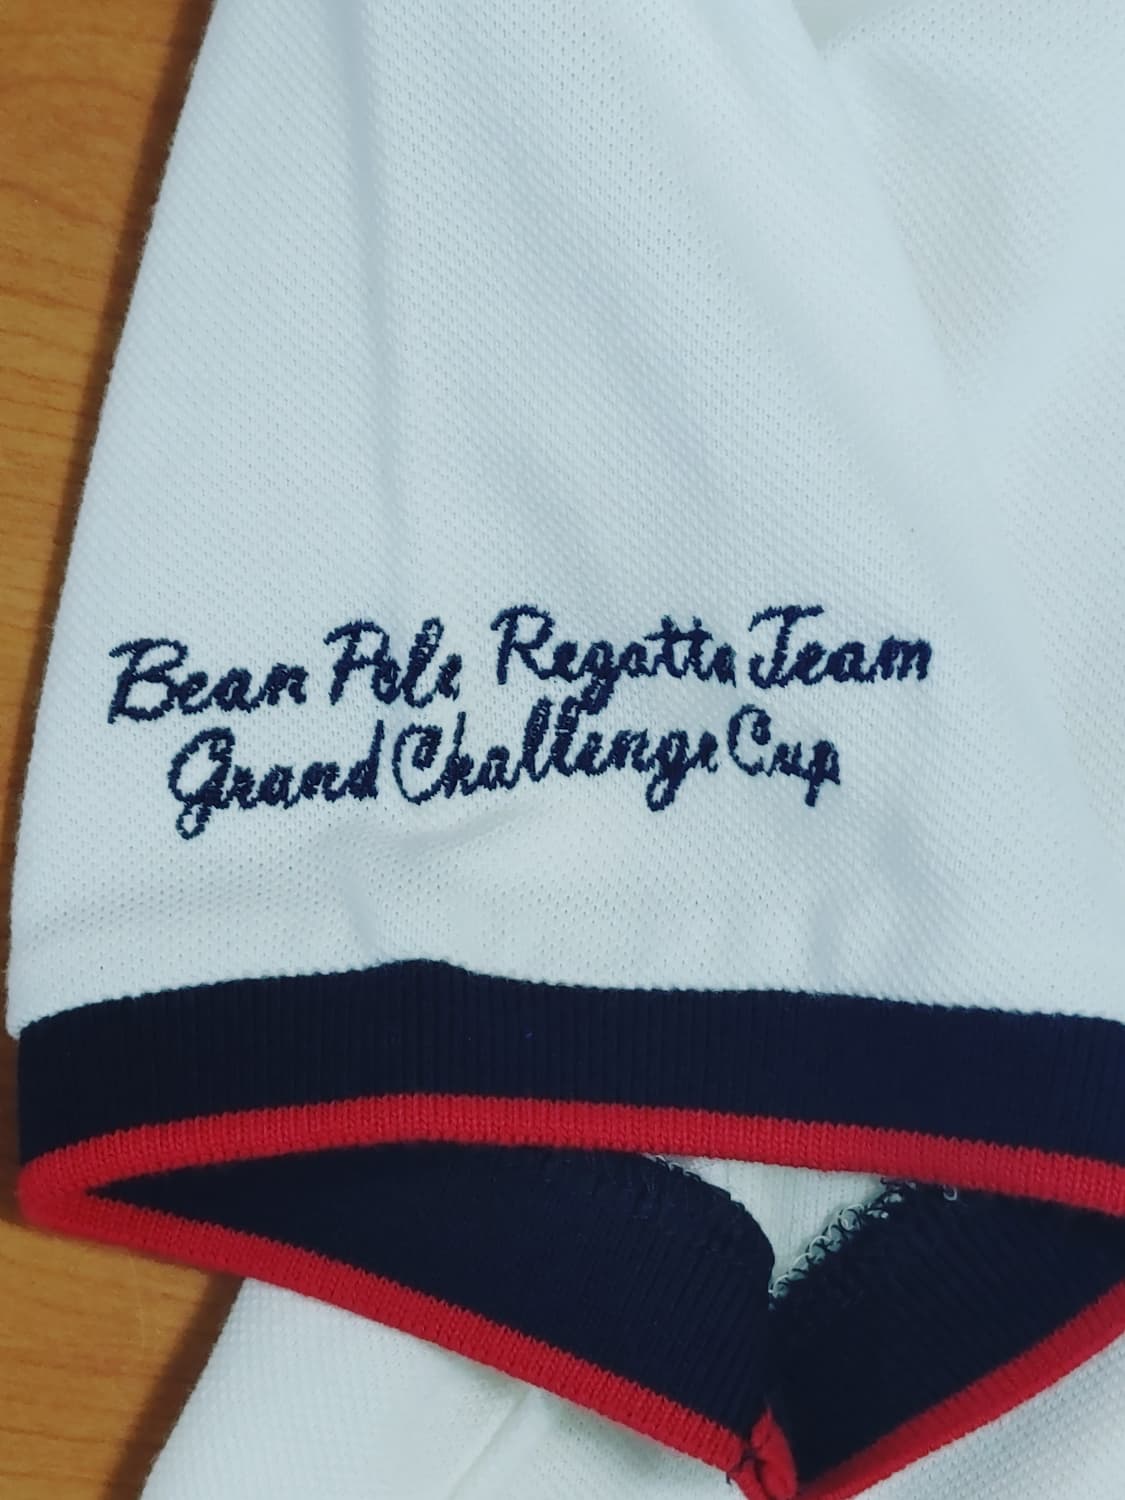 Bean Pole Regatta Team
Grand Challenge Cup